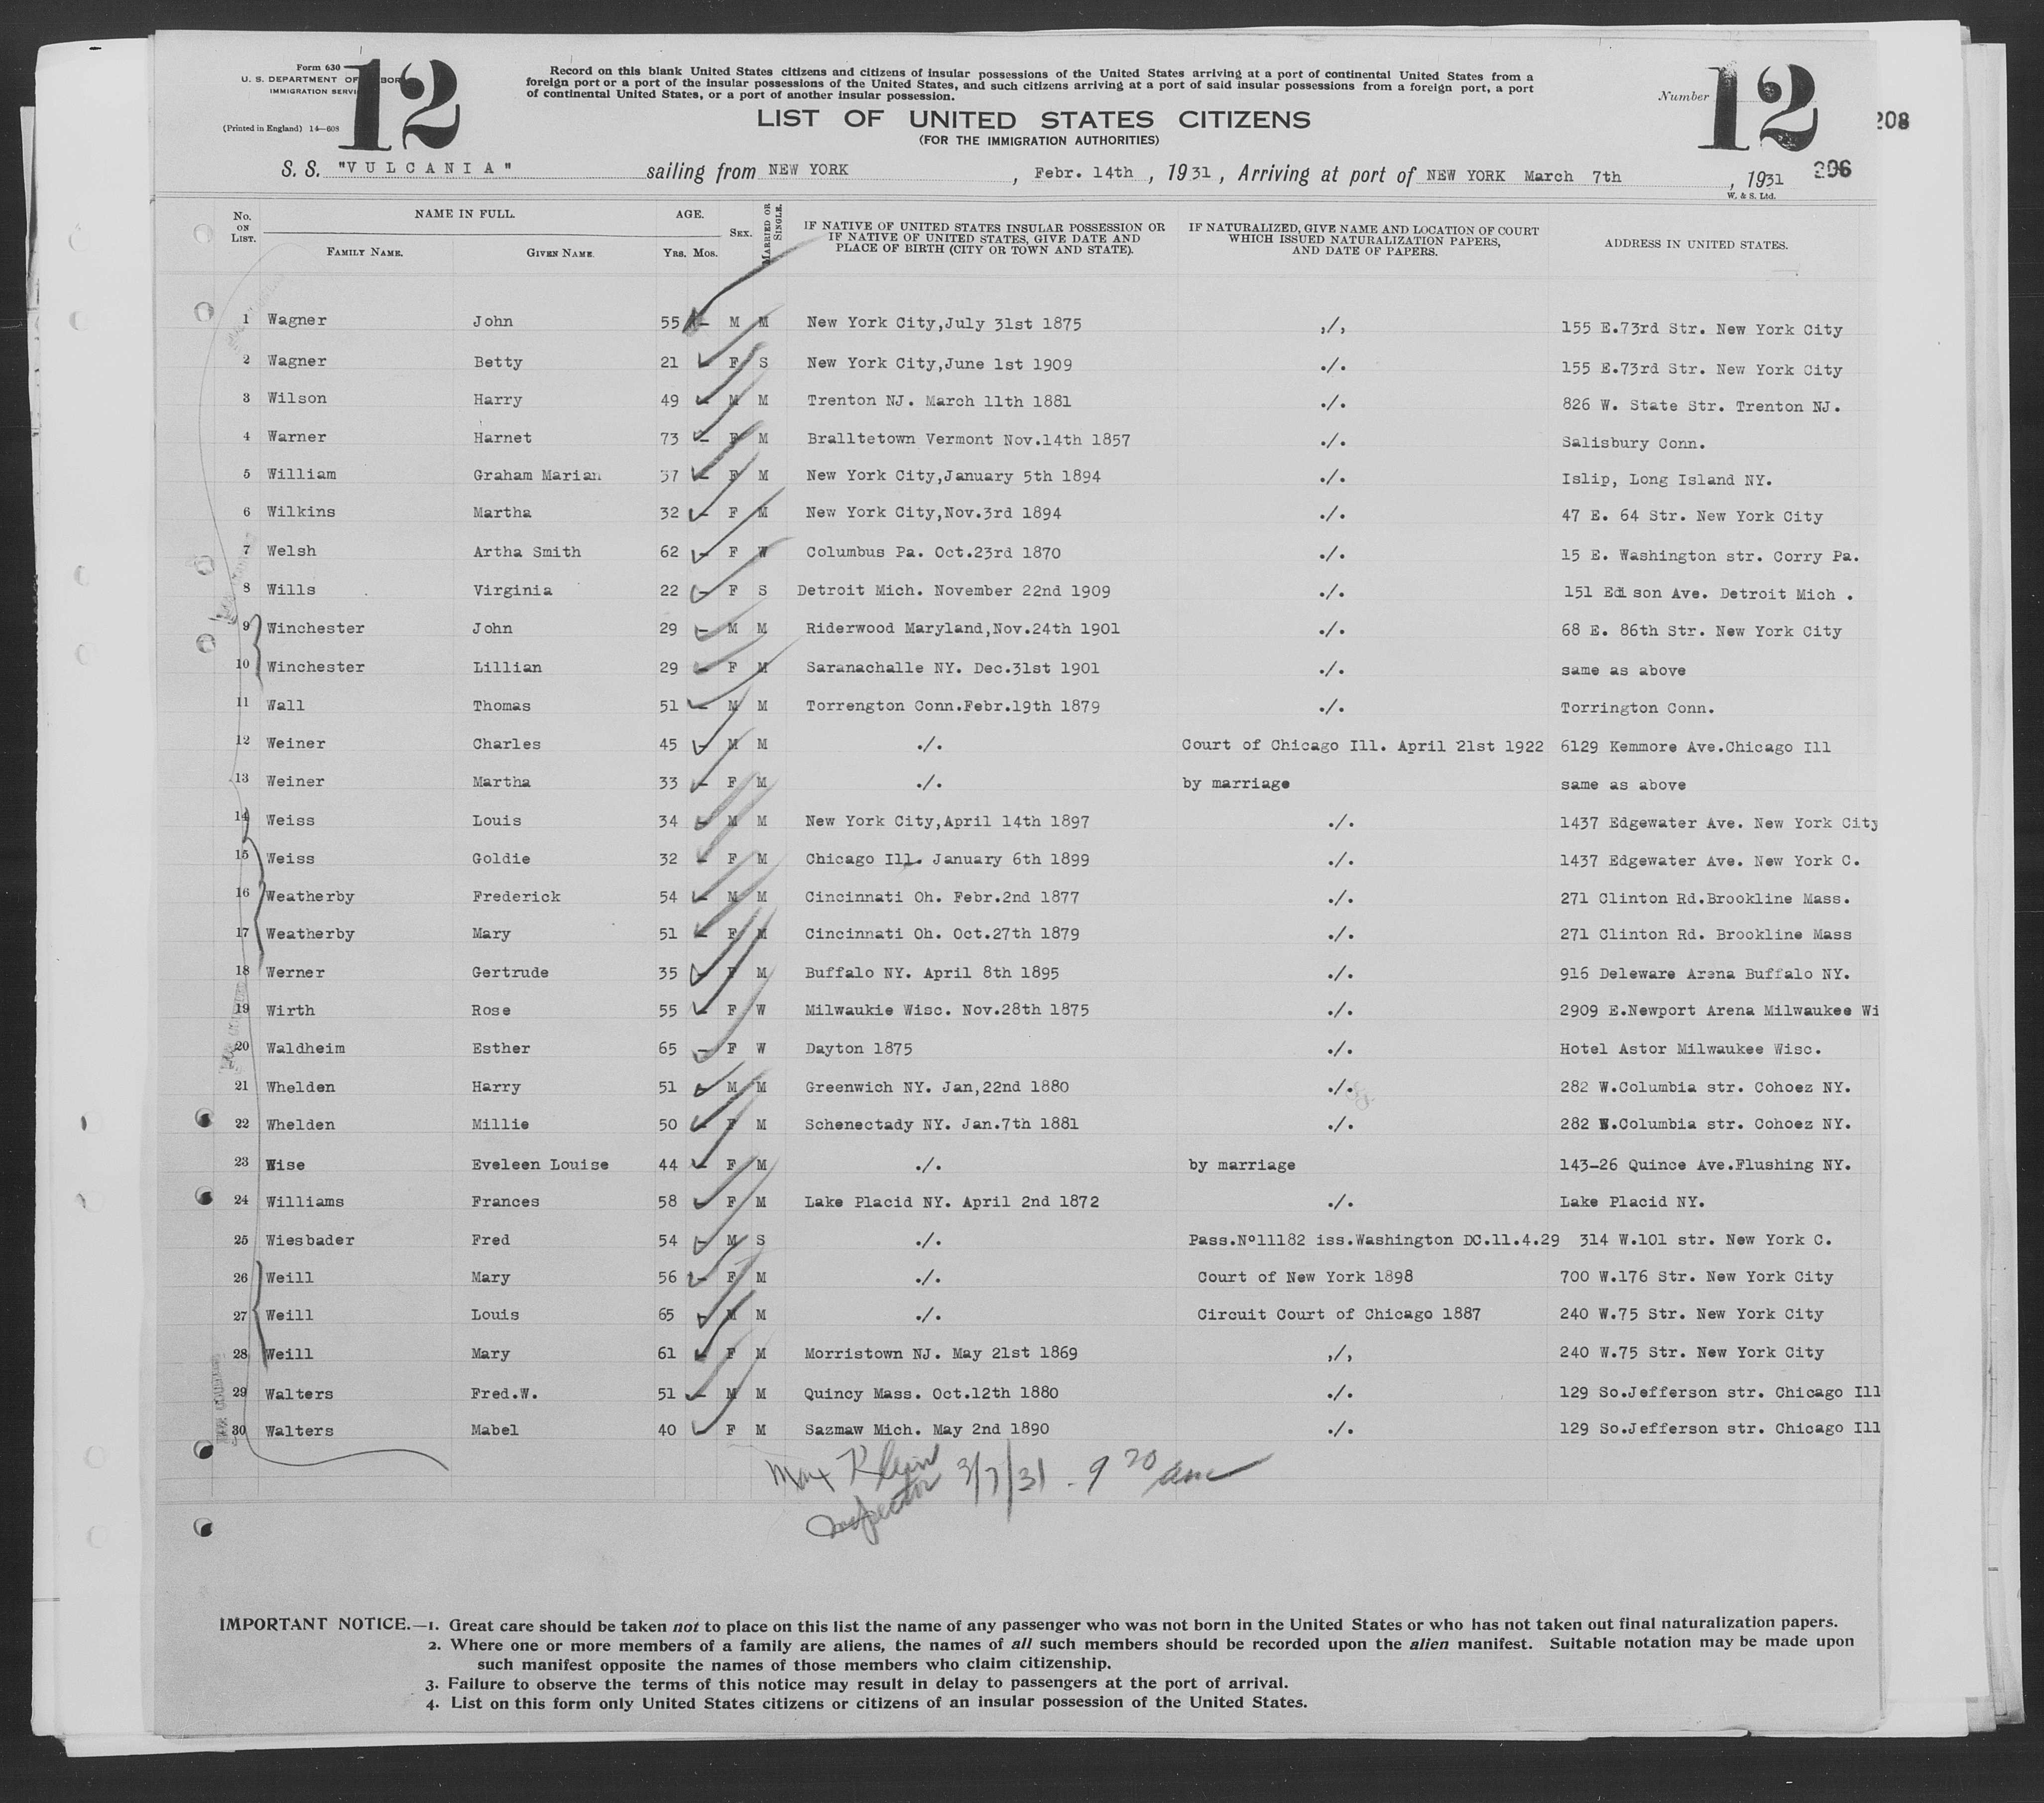 Form 630
U. S. DEPARTMENT OF LABOR
IMMIGRATION SERVICE
(Printed in England) 14—608
12
Record on this blank United States citizens and citizens of insular possessions of the United States arriving at a port of continental United States from a
foreign port or a port of the insular possessions of the United States, and such citizens arriving at a port of said insular possessions from a foreign port, a port
of continental United States, or a port of another insular possession.
Number 12
208
LIST OF UNITED STATES CITIZENS
(FOR THE IMMIGRATION AUTHORITIES)
S. S. "VULCANIA" sailing from NEW YORK, Febr. 14th, 1931, Arriving at port of NEW YORK March 7th, 1931
206
W. & S. Ltd.
No. ON LIST. NAME IN FULL. FAMILY NAME. GIVEN NAME. AGE. Yrs. Mos. SEX. MARRIED OR SINGLE. IF NATIVE OF UNITED STATES INSULAR POSSESSION OR IF NATIVE OF UNITED STATES, GIVE DATE AND PLACE OF BIRTH (CITY OR TOWN AND STATE). IF NATURALIZED, GIVE NAME AND LOCATION OF COURT WHICH ISSUED NATURALIZATION PAPERS, AND DATE OF PAPERS. ADDRESS IN UNITED STATES.
1 Wagner John 55 - M M New York City,July 31st 1875 ,/, 155 E.73rd Str. New York City
2 Wagner Betty 21 - F S New York City,June 1st 1909 ./. 155 E.73rd Str. New York City
3 Wilson Harry 49 - M M Trenton NJ. March 11th 1881 ./. 826 W. State Str. Trenton NJ.
4 Warner Harnet 73 - F M Bralltetown Vermont Nov.14th 1857 ./. Salisbury Conn.
5 William Graham Marian 37 - F M New York City,January 5th 1894 ./. Islip, Long Island NY.
6 Wilkins Martha 32 - F M New York City,Nov.3rd 1894 ./. 47 E. 64 Str. New York City
7 Welsh Artha Smith 62 - F W Columbus Pa. Oct.23rd 1870 ./. 15 E. Washington str. Corry Pa.
8 Wills Virginia 22 - F S Detroit Mich. November 22nd 1909 ./. 151 Edi son Ave. Detroit Mich .
9 Winchester John 29 - M M Riderwood Maryland,Nov.24th 1901 ./. 68 E. 86th Str. New York City
10 Winchester Lillian 29 - F M Saranachalle NY. Dec.31st 1901 ./. same as above
11 Wall Thomas 51 - M M Torrengton Conn.Febr.19th 1879 ./. Torrington Conn.
12 Weiner Charles 45 - M M ./. Court of Chicago Ill. April 21st 1922 6129 Kemmore Ave.Chicago Ill
13 Weiner Martha 33 - F M ./. by marriage same as above
14 Weiss Louis 34 - M M New York City,April 14th 1897 ./. 1437 Edgewater Ave. New York City
15 Weiss Goldie 32 - F M Chicago Ill. January 6th 1899 ./. 1437 Edgewater Ave. New York C.
16 Weatherby Frederick 54 - M M Cincinnati Oh. Febr.2nd 1877 ./. 271 Clinton Rd.Brookline Mass.
17 Weatherby Mary 51 - F M Cincinnati Oh. Oct.27th 1879 ./. 271 Clinton Rd. Brookline Mass
18 Werner Gertrude 35 - F M Buffalo NY. April 8th 1895 ./. 916 Deleware Arena Buffalo NY.
19 Wirth Rose 55 - F W Milwaukie Wisc. Nov.28th 1875 ./. 2909 E.Newport Arena Milwaukee Wi
20 Waldheim Esther 65 - F W Dayton 1875 ./. Hotel Astor Milwaukee Wisc.
21 Whelden Harry 51 - M M Greenwich NY. Jan,22nd 1880 ./. 282 W.Columbia str. Cohoez NY.
22 Whelden Millie 50 - F M Schenectady NY. Jan.7th 1881 ./. 282 W.Columbia str. Cohoez NY.
23 Wise Eveleen Louise 44 - F M ./. by marriage 143-26 Quince Ave.Flushing NY.
24 Williams Frances 58 - F M Lake Placid NY. April 2nd 1872 ./. Lake Placid NY.
25 Wiesbader Fred 54 - M S ./. Pass.Nº11182 iss.Washington DC.11.4.29 314 W.101 str. New York C.
26 Weill Mary 56 - F M ./. Court of New York 1898 700 W.176 Str. New York City
27 Weill Louis 65 - M M ./. Circuit Court of Chicago 1887 240 W.75 Str. New York City
28 Weill Mary 61 - F M Morristown NJ. May 21st 1869 ,/, 240 W.75 Str. New York City
29 Walters Fred.W. 51 - M M Quincy Mass. Oct.12th 1880 ./. 129 So.Jefferson str. Chicago Ill
30 Walters Mabel 40 - F M Sazmaw Mich. May 2nd 1890 ./. 129 So.Jefferson str. Chicago Ill
Max Klein 3/7/31 - 9 20 am
Inspector
IMPORTANT NOTICE.—1. Great care should be taken not to place on this list the name of any passenger who was not born in the United States or who has not taken out final naturalization papers.
2. Where one or more members of a family are aliens, the names of all such members should be recorded upon the alien manifest. Suitable notation may be made upon
such manifest opposite the names of those members who claim citizenship.
3. Failure to observe the terms of this notice may result in delay to passengers at the port of arrival.
4. List on this form only United States citizens or citizens of an insular possession of the United States.